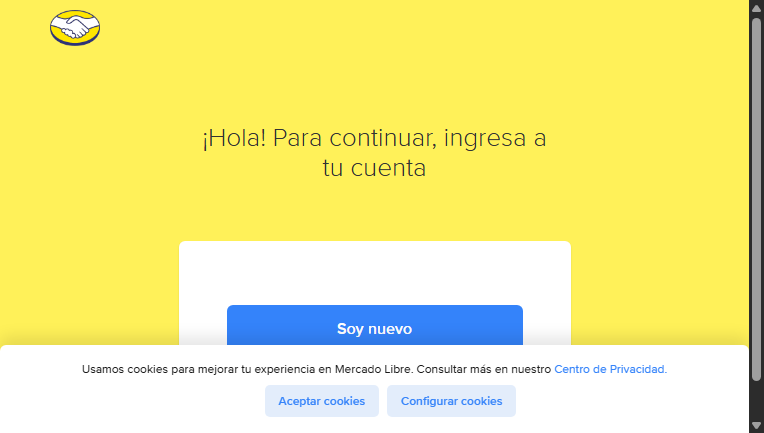 ¡Hola! Para continuar, ingresa a
tu cuenta
Soy nuevo
Usamos cookies para mejorar tu experiencia en Mercado Libre. Consultar más en nuestro Centro de Privacidad.
Aceptar cookies
Configurar cookies